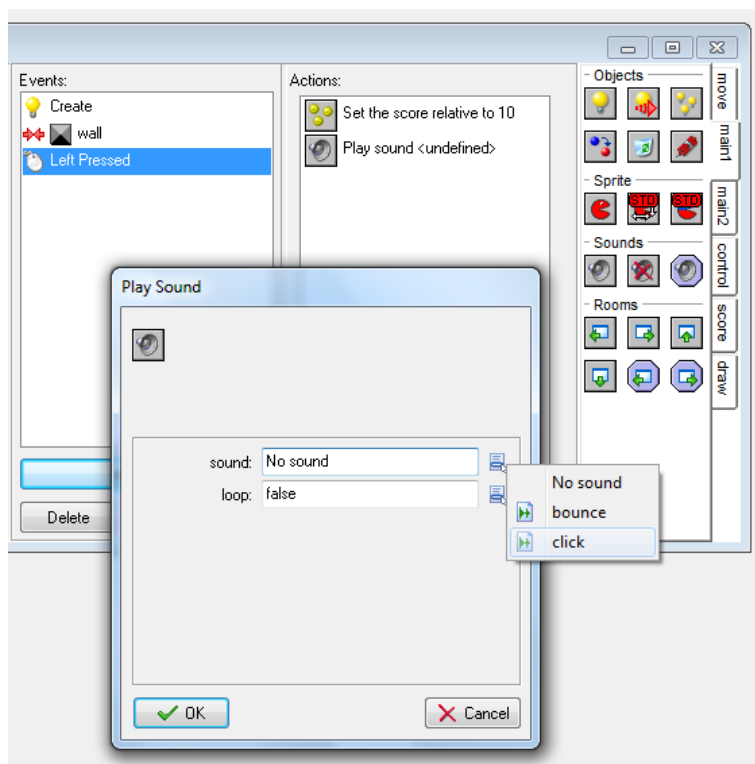 Events:
Create
wall
Left Pressed
Delete
Actions:
Set the score relative to 10
Play sound <undefined>
Objects
STD
STD
Sprite
Sounds
Rooms
move
main1
main2
control
score
draw
Play Sound
sound: No sound
loop: false
No sound
bounce
click
OK
Cancel